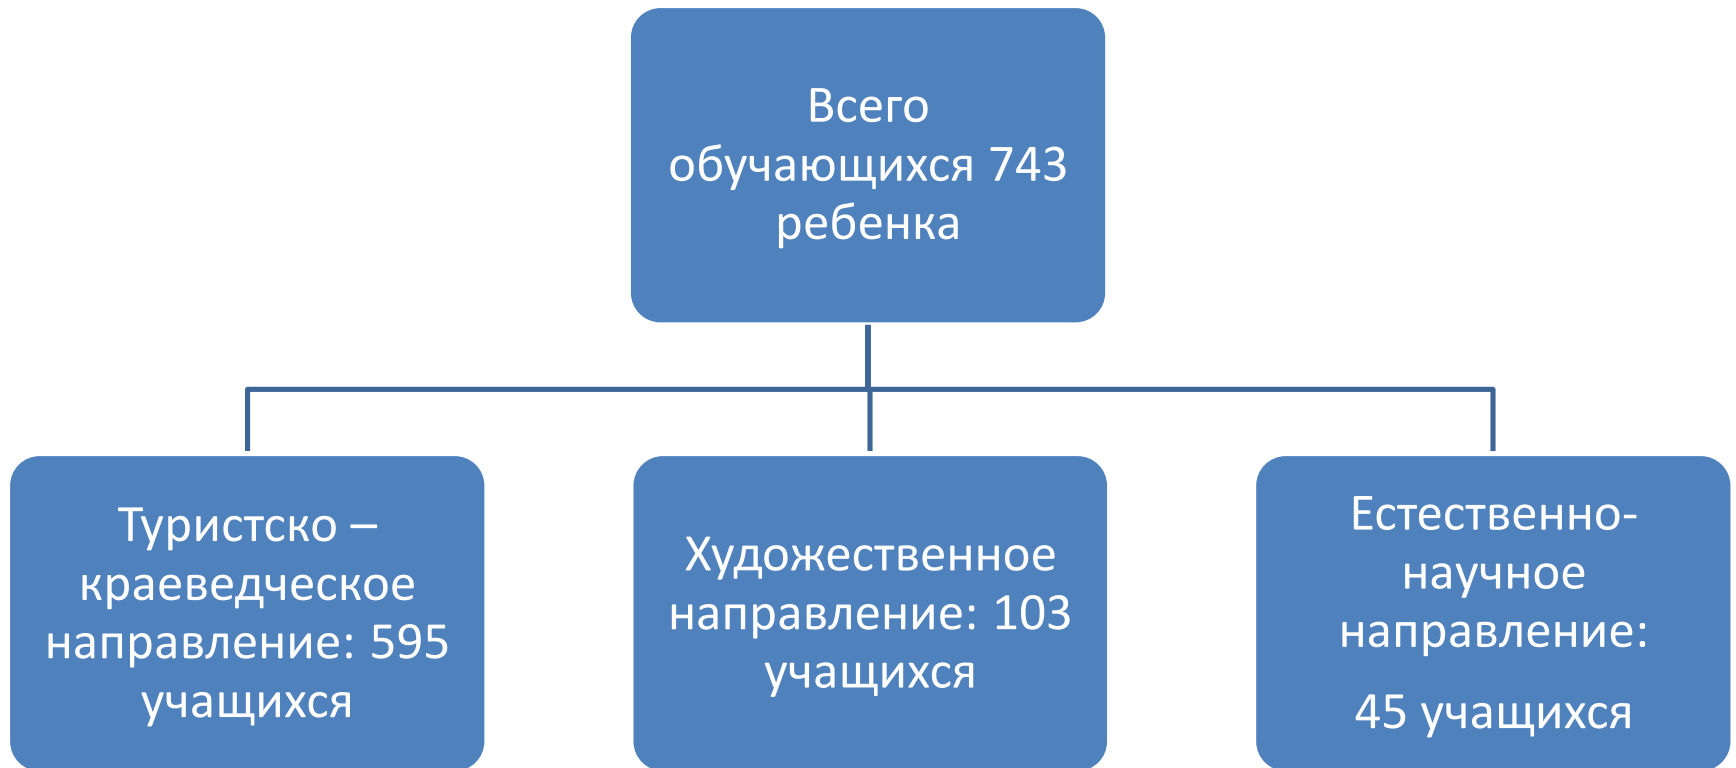 Всего
обучающихся 743
ребенка
Туристско –
краеведческое
направление: 595
учащихся
Художественное
направление: 103
учащихся
Естественно-
научное
направление:
45 учащихся